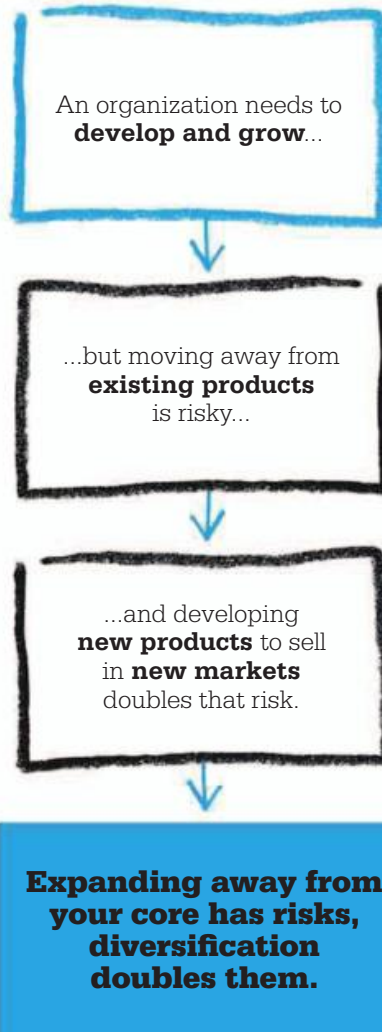 An organization needs to
develop and grow...
...but moving away from
existing products
is risky...
...and developing
new products to sell
in new markets
doubles that risk.
Expanding away from
your core has risks,
diversification
doubles them.